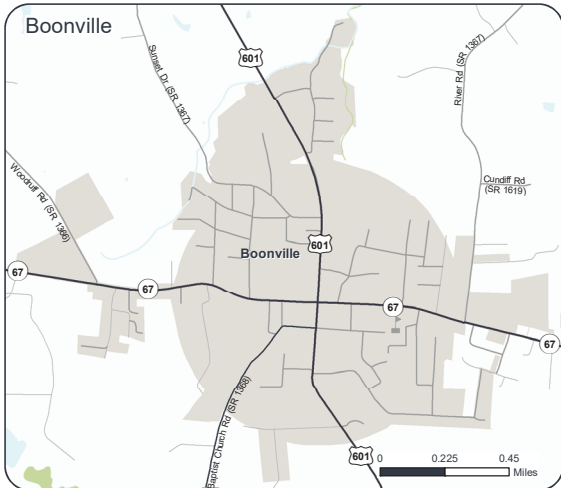 Boonville
601
Sunset Dr (SR 1367)
River Rd (SR 1367)
Woodruff Rd (SR 1366)
Cundiff Rd
(SR 1619)
601
Boonville
67
67
67
67
Baptist Church Rd (SR 1368)
601
0 0.225 0.45
Miles